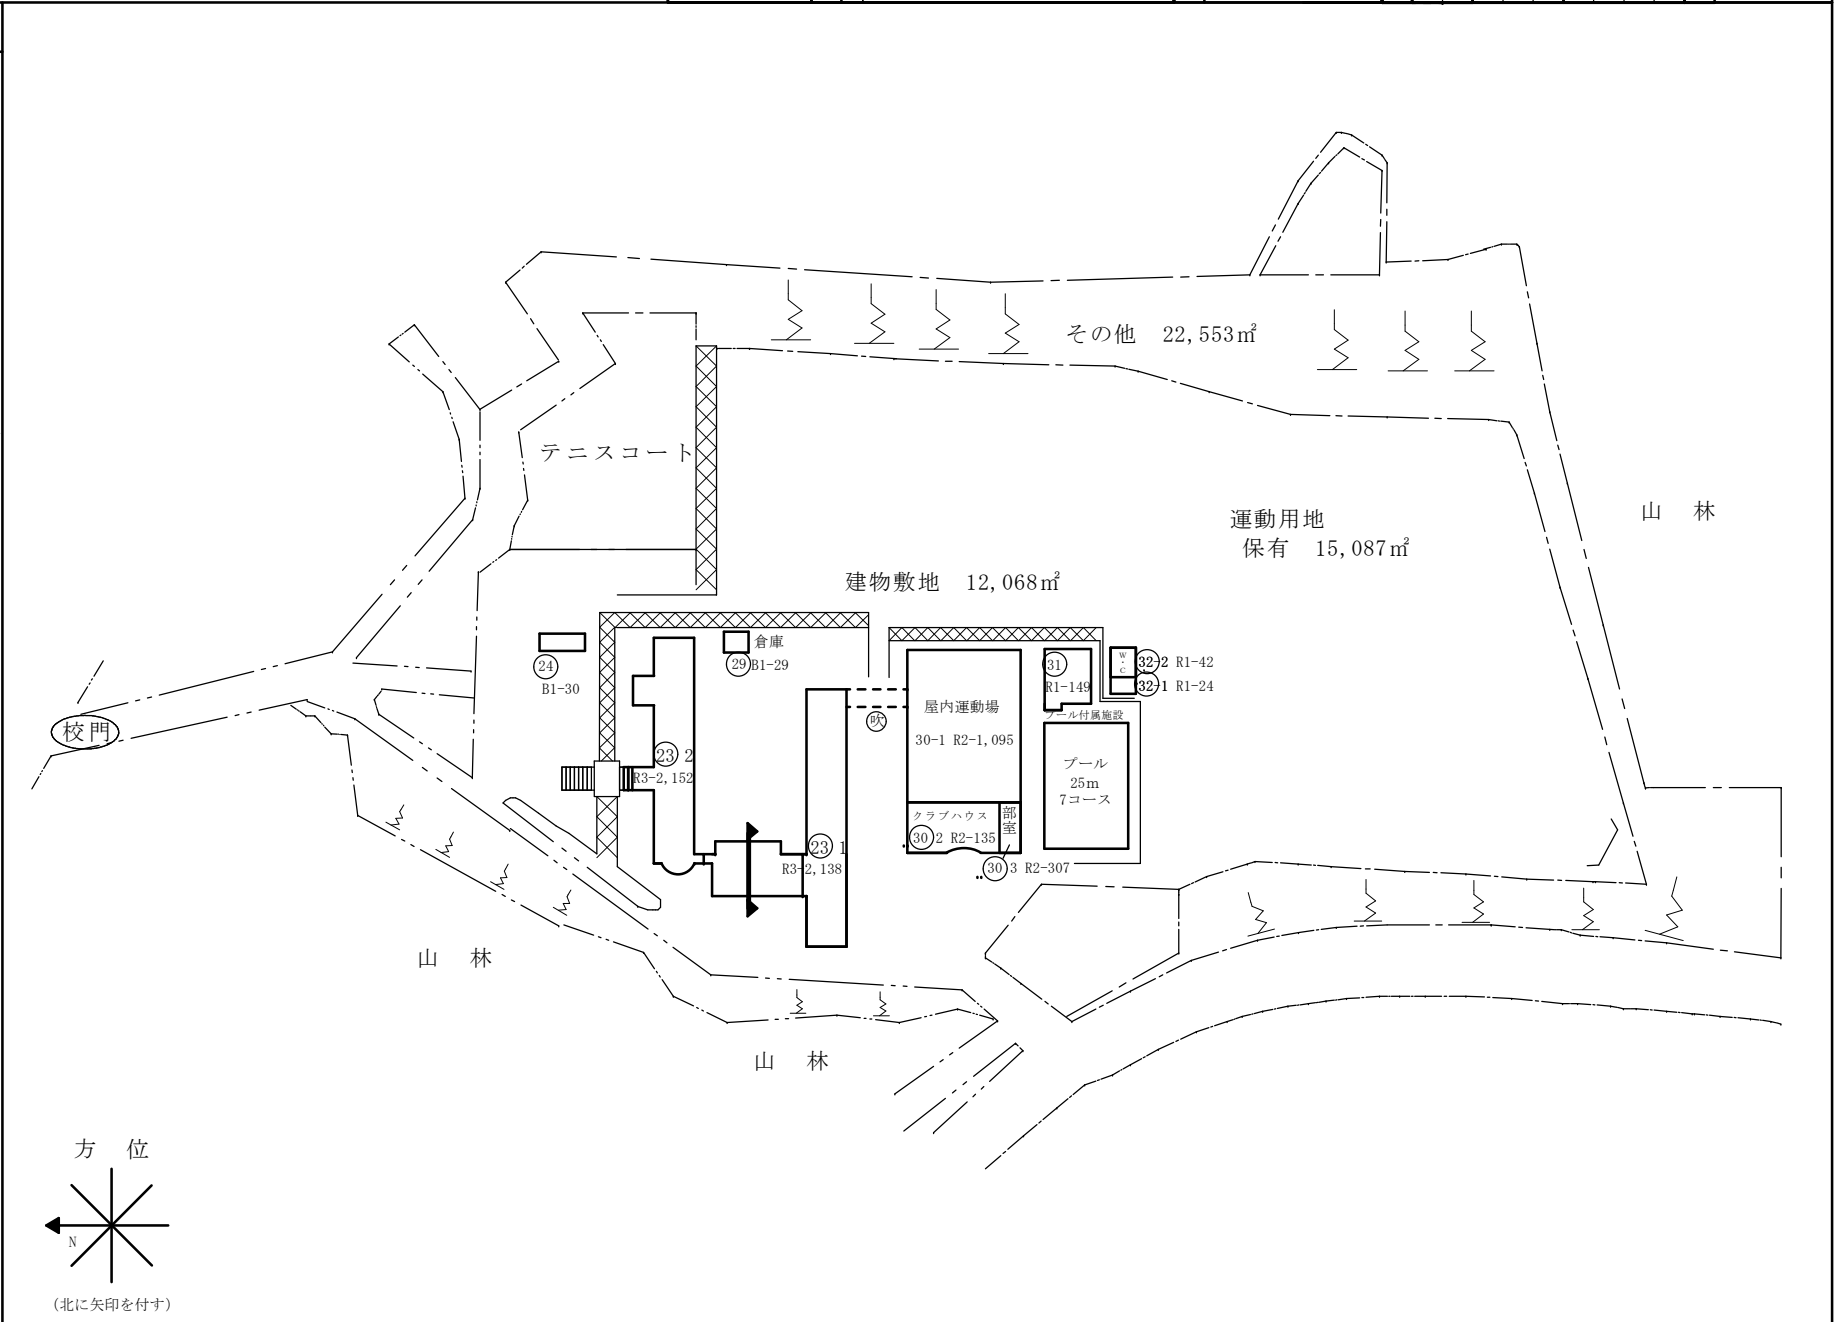 その他 22,553㎡
テニスコート
山 林
運動用地
保有 15,087㎡
建物敷地 12,068㎡
倉庫
29 B1-29
24
B1-30
W・C
32-2 R1-42
32-1 R1-24
31
R1-149
プール付属施設
屋内運動場
30-1 R2-1,095
吹
校門
23 2
R3-2,152
プール
25m
7コース
クラブハウス
部室
30 2 R2-135
23 1
R3-2,138
30 3 R2-307
山 林
山 林
方 位
N
(北に矢印を付す)